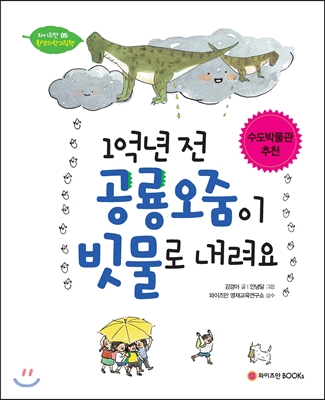 와이즈만 05
환경과학그림책
1억년 전
수도박물관
추천
공룡오줌이
빗물로 내려요
강경아 글 | 안녕달 그림
와이즈만 영재교육연구소 감수
와이즈만 BOOKs